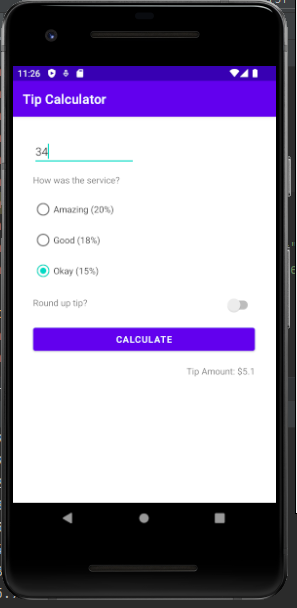 11:26
Tip Calculator
34
How was the service?
Amazing (20%)
Good (18%)
Okay (15%)
Round up tip?
CALCULATE
Tip Amount: $5.1